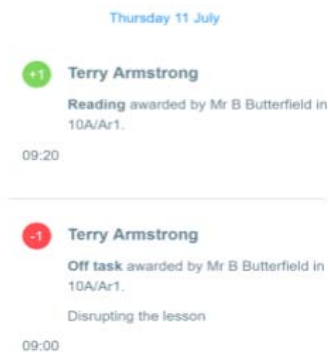 Thursday 11 July
+1
Terry Armstrong
Reading awarded by Mr B Butterfield in
10A/Ar1.
09:20
-1
Terry Armstrong
Off task awarded by Mr B Butterfield in
10A/Ar1.
Disrupting the lesson
09:00